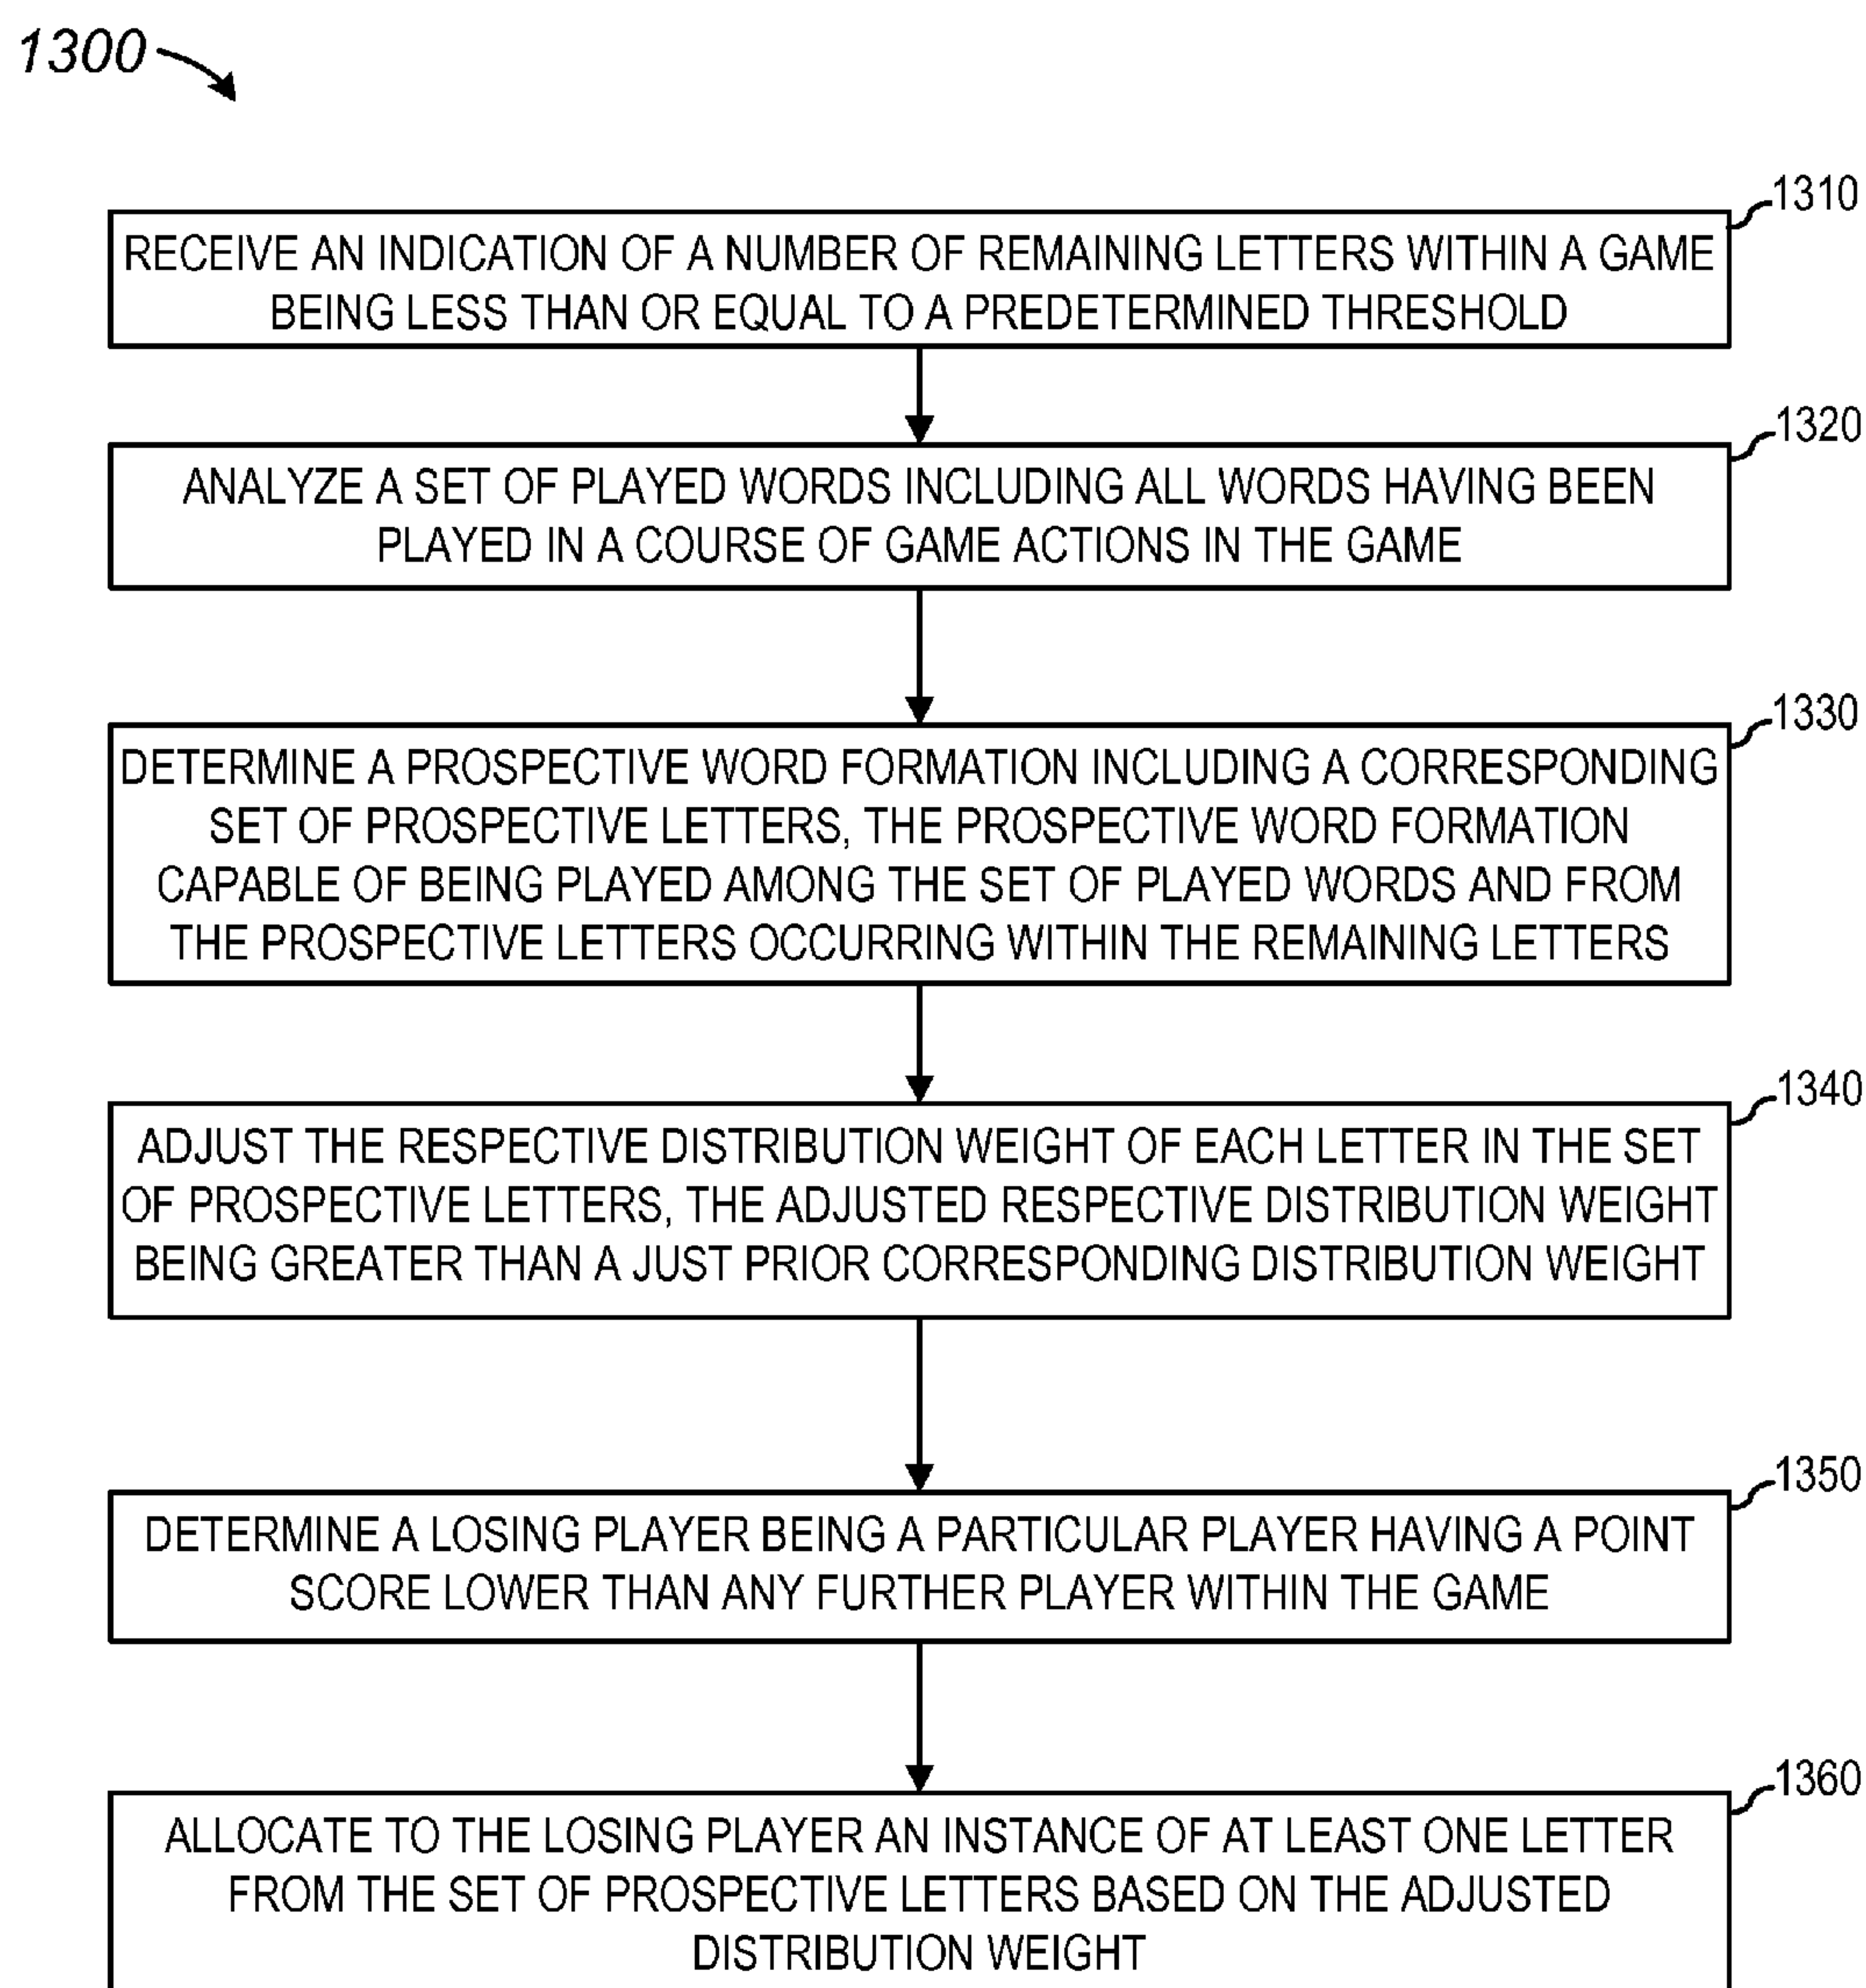 1300
1310
RECEIVE AN INDICATION OF A NUMBER OF REMAINING LETTERS WITHIN A GAME
BEING LESS THAN OR EQUAL TO A PREDETERMINED THRESHOLD
1320
ANALYZE A SET OF PLAYED WORDS INCLUDING ALL WORDS HAVING BEEN
PLAYED IN A COURSE OF GAME ACTIONS IN THE GAME
1330
DETERMINE A PROSPECTIVE WORD FORMATION INCLUDING A CORRESPONDING
SET OF PROSPECTIVE LETTERS, THE PROSPECTIVE WORD FORMATION
CAPABLE OF BEING PLAYED AMONG THE SET OF PLAYED WORDS AND FROM
THE PROSPECTIVE LETTERS OCCURRING WITHIN THE REMAINING LETTERS
1340
ADJUST THE RESPECTIVE DISTRIBUTION WEIGHT OF EACH LETTER IN THE SET
OF PROSPECTIVE LETTERS, THE ADJUSTED RESPECTIVE DISTRIBUTION WEIGHT
BEING GREATER THAN A JUST PRIOR CORRESPONDING DISTRIBUTION WEIGHT
1350
DETERMINE A LOSING PLAYER BEING A PARTICULAR PLAYER HAVING A POINT
SCORE LOWER THAN ANY FURTHER PLAYER WITHIN THE GAME
1360
ALLOCATE TO THE LOSING PLAYER AN INSTANCE OF AT LEAST ONE LETTER
FROM THE SET OF PROSPECTIVE LETTERS BASED ON THE ADJUSTED
DISTRIBUTION WEIGHT